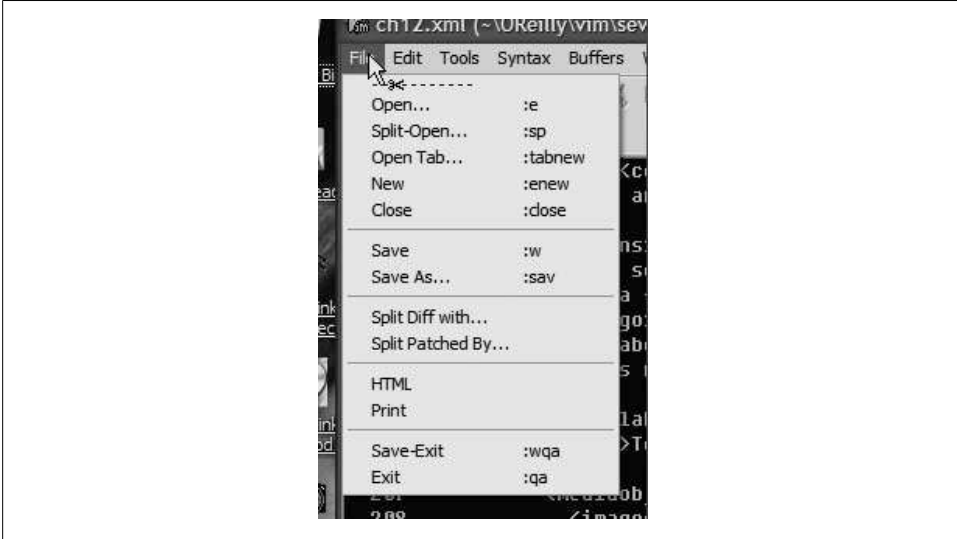 ch12.xml (~\OReilly\vim\sev
File Edit Tools Syntax Buffers
Open... :e
Split-Open... :sp
Open Tab... :tabnew
New :enew
Close :close
Save :w
Save As... :sav
Split Diff with...
Split Patched By...
HTML
Print
Save-Exit :wqa
Exit :qa
208